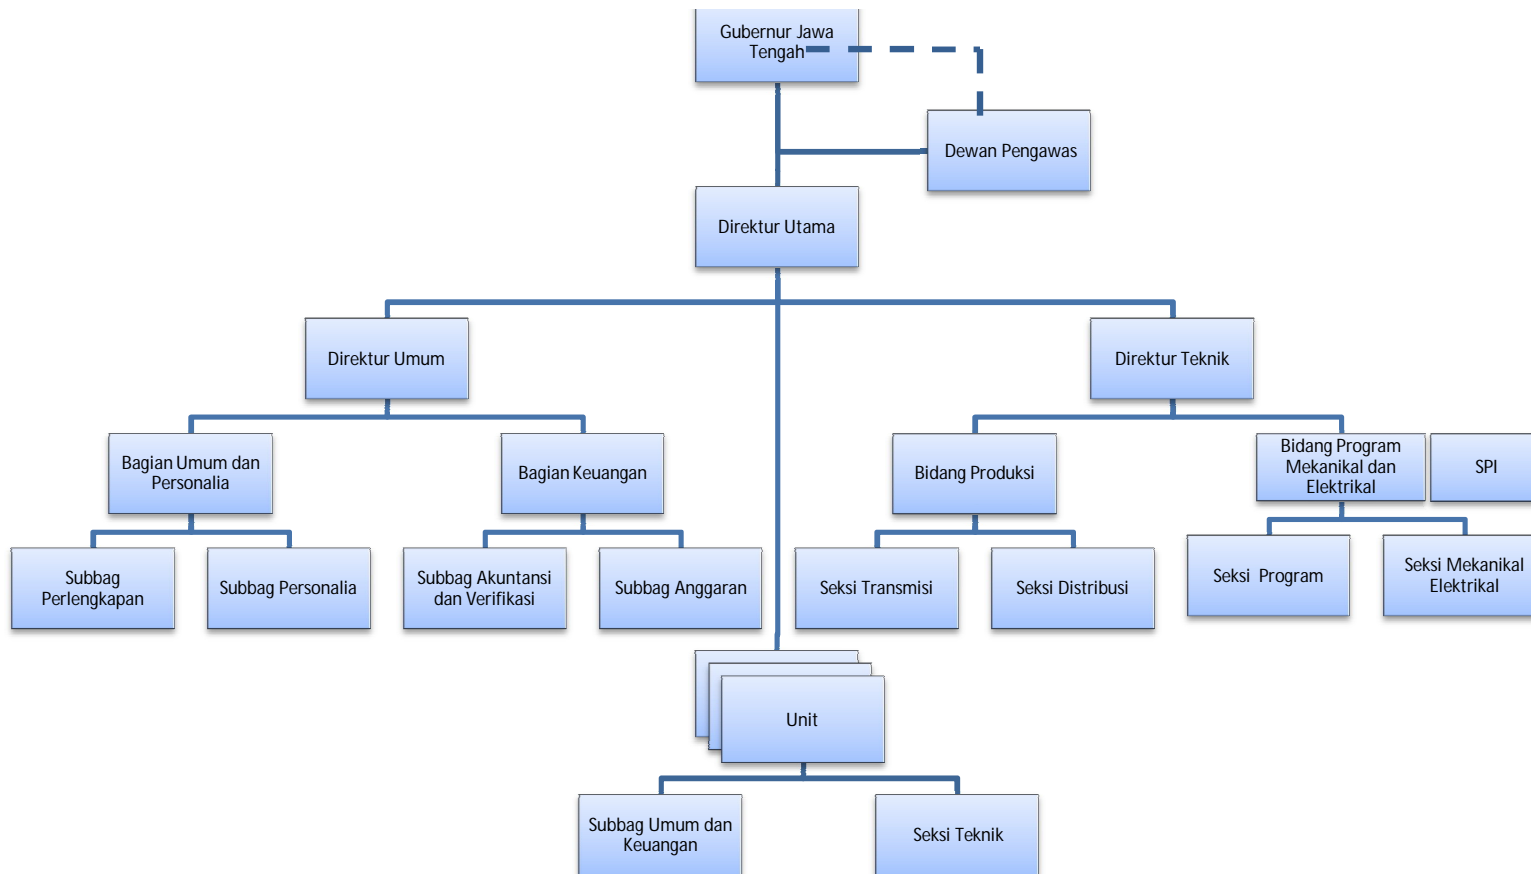 Gubernur Jawa
Tengah
Dewan Pengawas
Direktur Utama
Direktur Umum
Direktur Teknik
Bagian Umum dan
Personalia
Bagian Keuangan
Bidang Produksi
Bidang Program
Mekanikal dan
Elektrikal
SPI
Subbag
Perlengkapan
Subbag Personalia
Subbag Akuntansi
dan Verifikasi
Subbag Anggaran
Seksi Transmisi
Seksi Distribusi
Seksi Program
Seksi Mekanikal
Elektrikal
Unit
Subbag Umum dan
Keuangan
Seksi Teknik